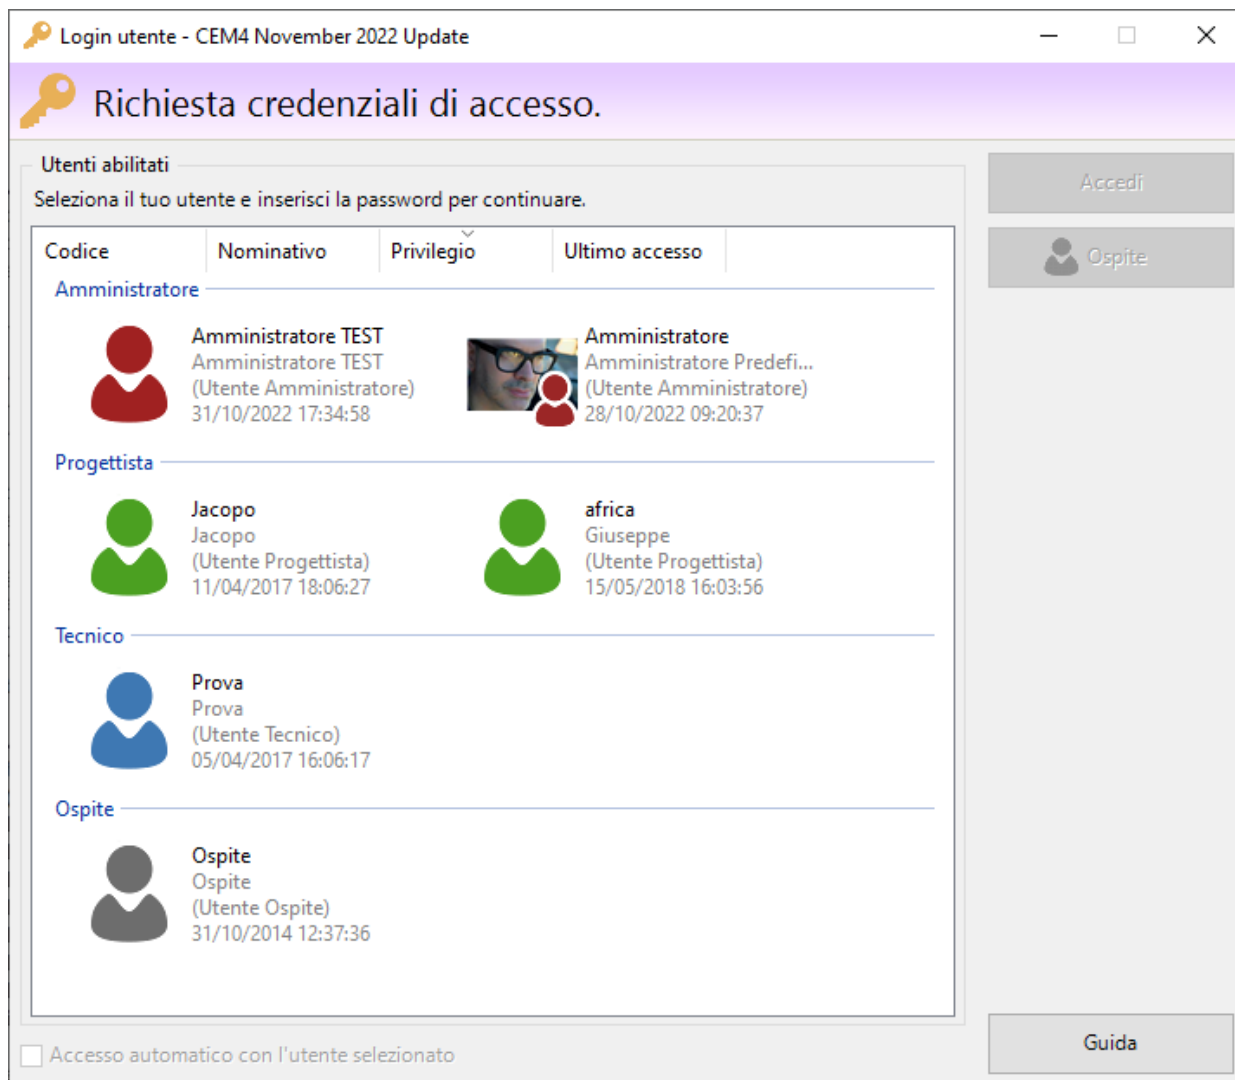 Login utente - CEM4 November 2022 Update
Richiesta credenziali di accesso.
Utenti abilitati
Seleziona il tuo utente e inserisci la password per continuare.
Codice Nominativo Privilegio Ultimo accesso
Amministratore
Amministratore TEST
Amministratore TEST
(Utente Amministratore)
31/10/2022 17:34:58
Amministratore
Amministratore Predefi...
(Utente Amministratore)
28/10/2022 09:20:37
Progettista
Jacopo
Jacopo
(Utente Progettista)
11/04/2017 18:06:27
africa
Giuseppe
(Utente Progettista)
15/05/2018 16:03:56
Tecnico
Prova
Prova
(Utente Tecnico)
05/04/2017 16:06:17
Ospite
Ospite
Ospite
(Utente Ospite)
31/10/2014 12:37:36
Accesso automatico con l'utente selezionato
Accedi
Ospite
Guida